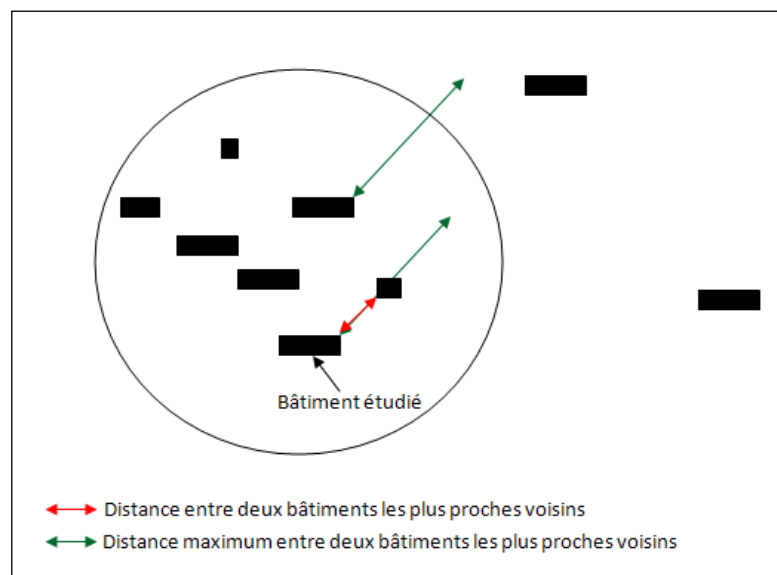 Bâtiment étudié
Distance entre deux bâtiments les plus proches voisins
Distance maximum entre deux bâtiments les plus proches voisins